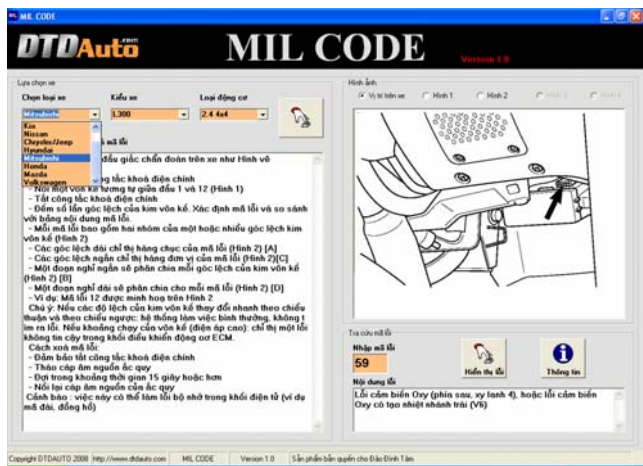 MIL CODE
DTDAuto.com
MIL CODE
Version 1.0
Lựa chọn xe
Chọn loại xe
Kiểu xe
Loại động cơ
Mitsubishi
L300
2.4 4x4
Kia
Nissan
Chrysler/Jeep
Hyundai
Mitsubishi
Honda
Mazda
Volkswagen
mã lỗi
đầu giắc chẩn đoán trên xe như Hình vẽ
tắc khoá điện chính
- Nối một vôn kế tương tự giữa đầu 1 và 12 (Hình 1)
- Tắt công tắc khoá điện chính
- Đếm số lần góc lệch của kim vôn kế. Xác định mã lỗi và so sánh
với bảng nội dung mã lỗi.
- Mỗi mã lỗi bao gồm hai nhóm của một hoặc nhiều góc lệch kim
vôn kế (Hình 2)
- Các góc lệch dài chỉ thị hàng chục của mã lỗi (Hình 2) [A]
- Các góc lệch ngắn chỉ thị hàng đơn vị của mã lỗi (Hình 2)[C]
- Một đoạn nghỉ ngắn sẽ phân chia mỗi góc lệch của kim vôn kế
(Hình 2) [B]
- Một đoạn nghỉ dài sẽ phân chia cho mỗi mã lỗi (Hình 2) [D]
- Ví dụ: Mã lỗi 12 được minh hoạ trên Hình 2
Chú ý: Nếu các độ lệch của kim vôn kế thay đổi nhanh theo chiều
thuận và theo chiều ngược: hệ thống làm việc bình thường, không t
ìm ra lỗi. Nếu khoảng chạy của vôn kế (điện áp cao): chỉ thị một lỗi
không tin cậy trong khối điều khiển động cơ ECM.
Cách xoá mã lỗi:
- Đảm bảo tắt công tắc khoá điện chính
- Tháo cáp âm nguồn ắc quy
- Đợi trong khoảng thời gian 15 giây hoặc hơn
- Nối lại cáp âm nguồn của ắc quy
Cảnh báo : việc này có thể làm lỗi bộ nhớ trong khối điện tử (ví dụ
mã đài, đồng hồ)
Hình ảnh
Vị trí trên xe
Hình 1
Hình 2
Hình 3
Hình 4
Tra cứu mã lỗi
Nhập mã lỗi
59
Hiển thị lỗi
Thông tin
Nội dung lỗi
Lỗi cảm biến Oxy (phía sau, xy lanh 4), hoặc lỗi cảm biến
Oxy có tạo nhiệt nhánh trái (V6)
Copyright DTDAUTO 2008
http://www.dtdauto.com
MIL CODE
Version 1.0
Sản phẩm bản quyền cho Đào Đình Tâm